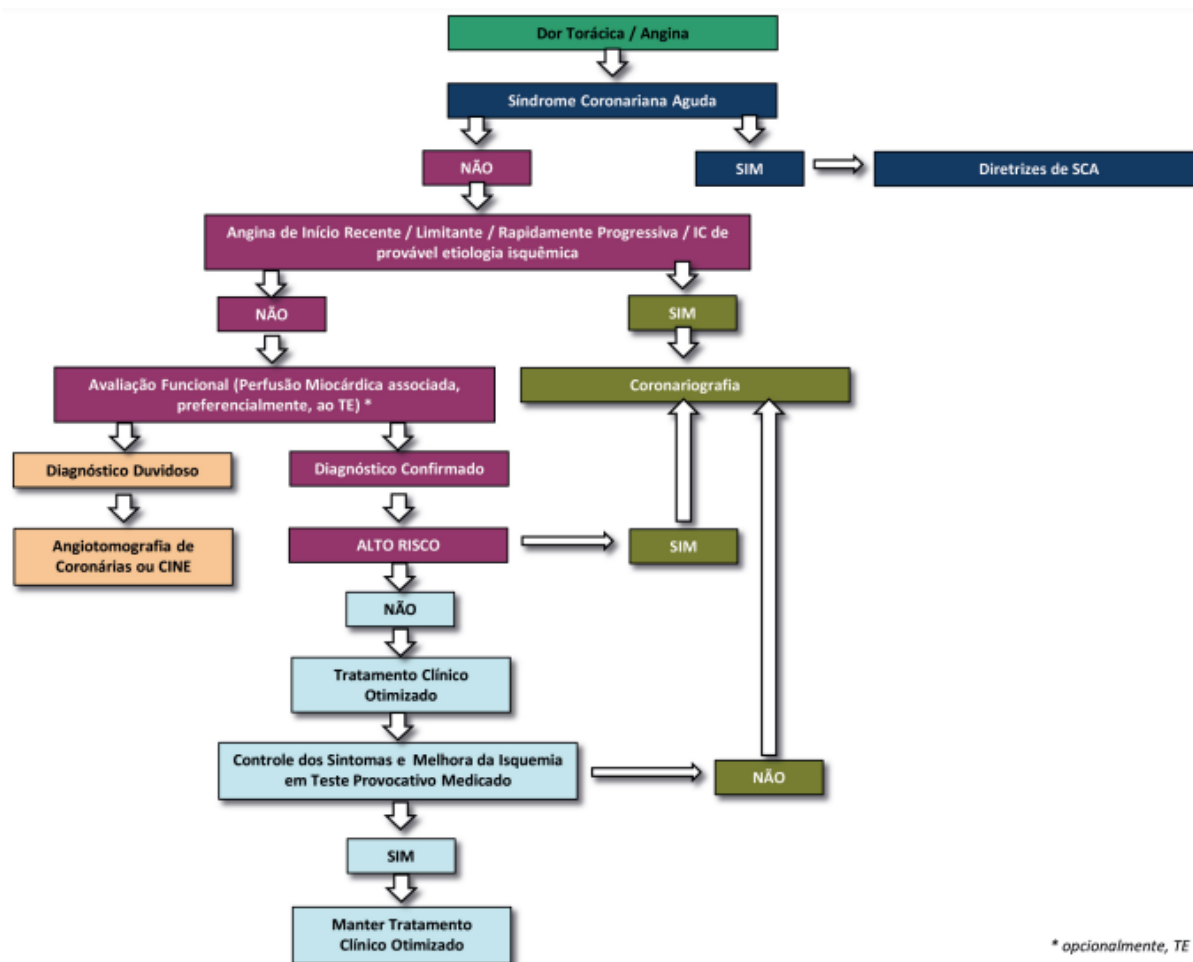 Dor Torácica / Angina
Síndrome Coronariana Aguda
NÃO
SIM
Diretrizes de SCA
Angina de Início Recente / Limitante / Rapidamente Progressiva / IC de
provável etiologia isquêmica
NÃO
SIM
Avaliação Funcional (Perfusão Miocárdica associada,
preferencialmente, ao TE) *
Coronariografia
Diagnóstico Duvidoso
Diagnóstico Confirmado
Angiotomografia de
Coronárias ou CINE
ALTO RISCO
SIM
NÃO
Tratamento Clínico
Otimizado
Controle dos Sintomas e Melhora da Isquemia
em Teste Provocativo Medicado
NÃO
SIM
Manter Tratamento
Clínico Otimizado
* opcionalmente, TE